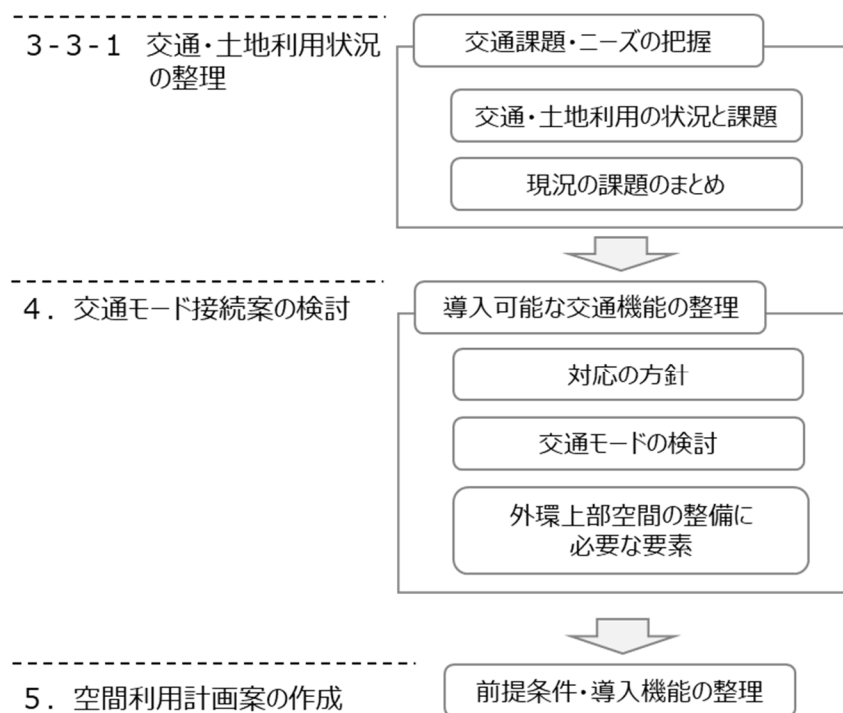 3-3-1 交通・土地利用状況
の整理
交通課題・ニーズの把握
交通・土地利用の状況と課題
現況の課題のまとめ
4. 交通モード接続案の検討
導入可能な交通機能の整理
対応の方針
交通モードの検討
外環上部空間の整備に
必要な要素
5. 空間利用計画案の作成
前提条件・導入機能の整理